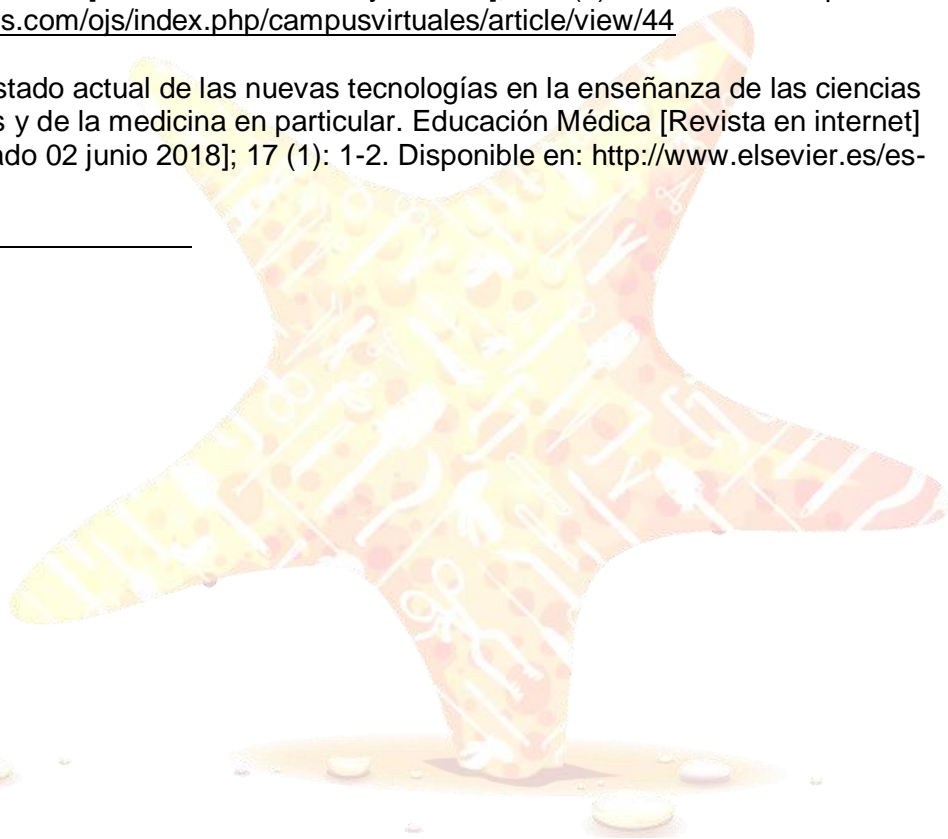 s.com/ojs/index.php/campusvirtuales/article/view/44
stado actual de las nuevas tecnologías en la enseñanza de las ciencias
s y de la medicina en particular. Educación Médica [Revista en internet]
ado 02 junio 2018]; 17 (1): 1-2. Disponible en: http://www.elsevier.es/es-